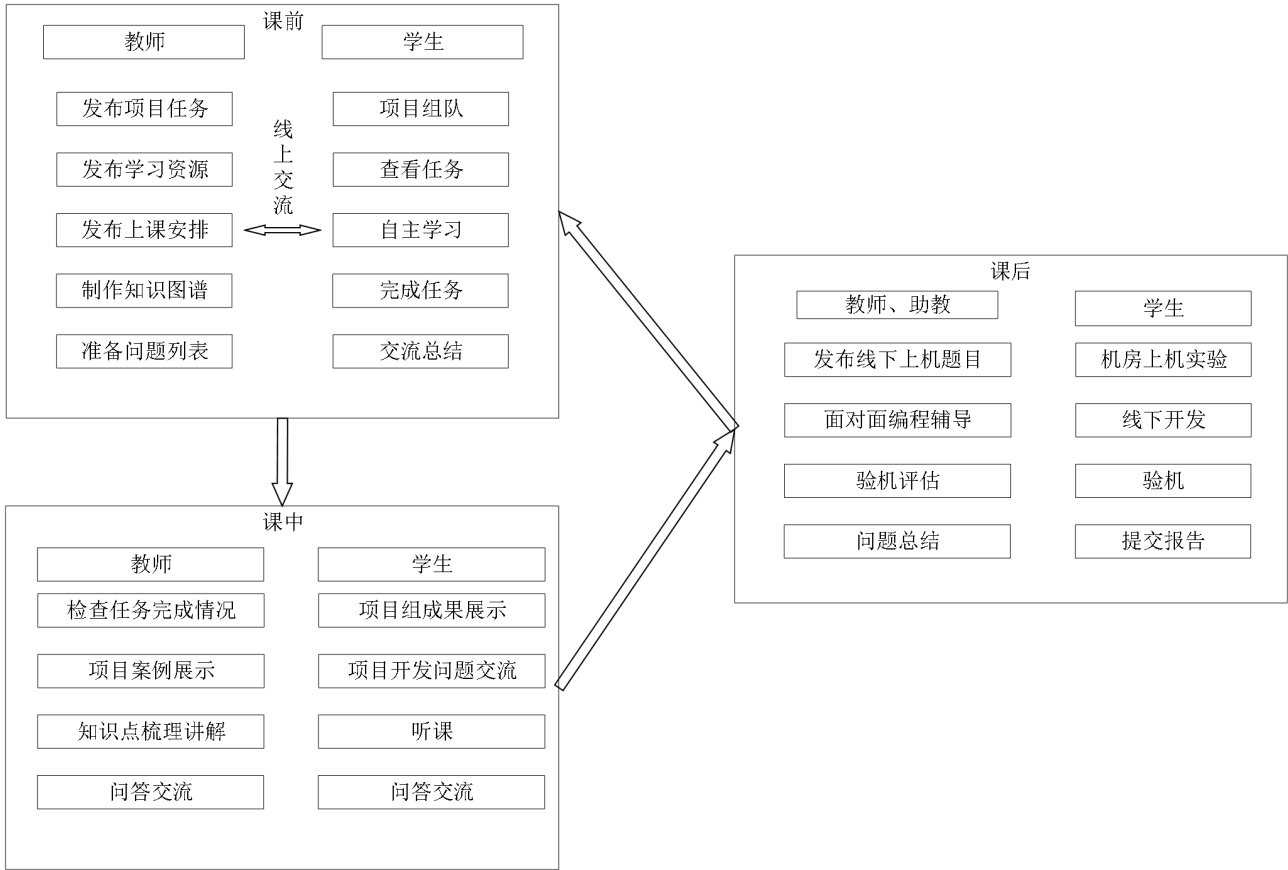 课前
教师
学生
发布项目任务
项目组队
线上交流
发布学习资源
查看任务
发布上课安排
自主学习
制作知识图谱
完成任务
准备问题列表
交流总结
课中
教师
学生
检查任务完成情况
项目组成果展示
项目案例展示
项目开发问题交流
知识点梳理讲解
听课
问答交流
问答交流
课后
教师、助教
学生
发布线下上机题目
机房上机实验
面对面编程辅导
线下开发
验机评估
验机
问题总结
提交报告